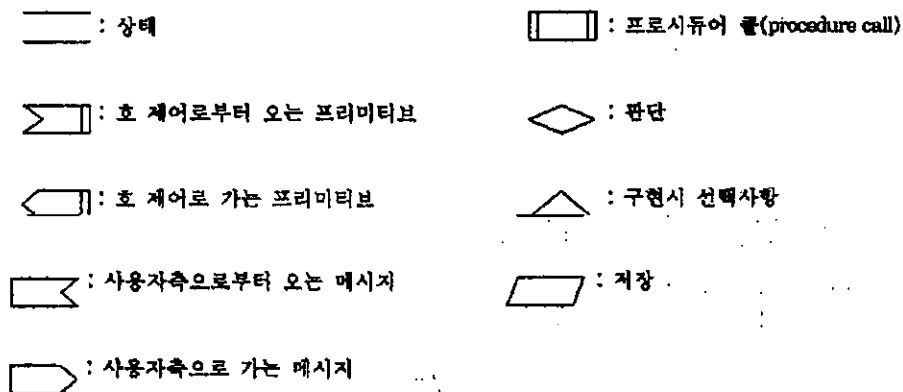 : 상태
: 프로시듀어 콜(procedure call)
: 호 제어로부터 오는 프리미티브
: 판단
: 호 제어로 가는 프리미티브
: 구현시 선택사항
: 사용자측으로부터 오는 메시지
: 저장
: 사용자측으로 가는 메시지